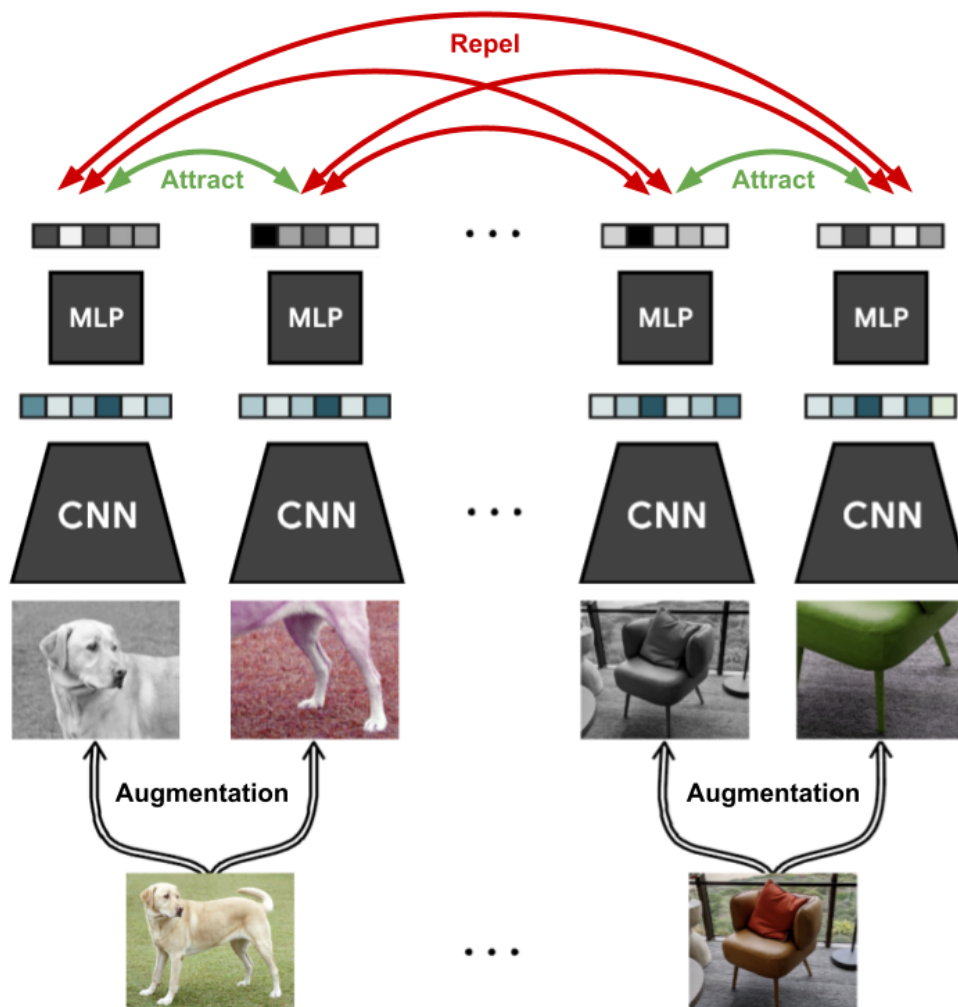 Repel
Attract
Attract
MLP
MLP
MLP
MLP
CNN
CNN
CNN
CNN
Augmentation
Augmentation